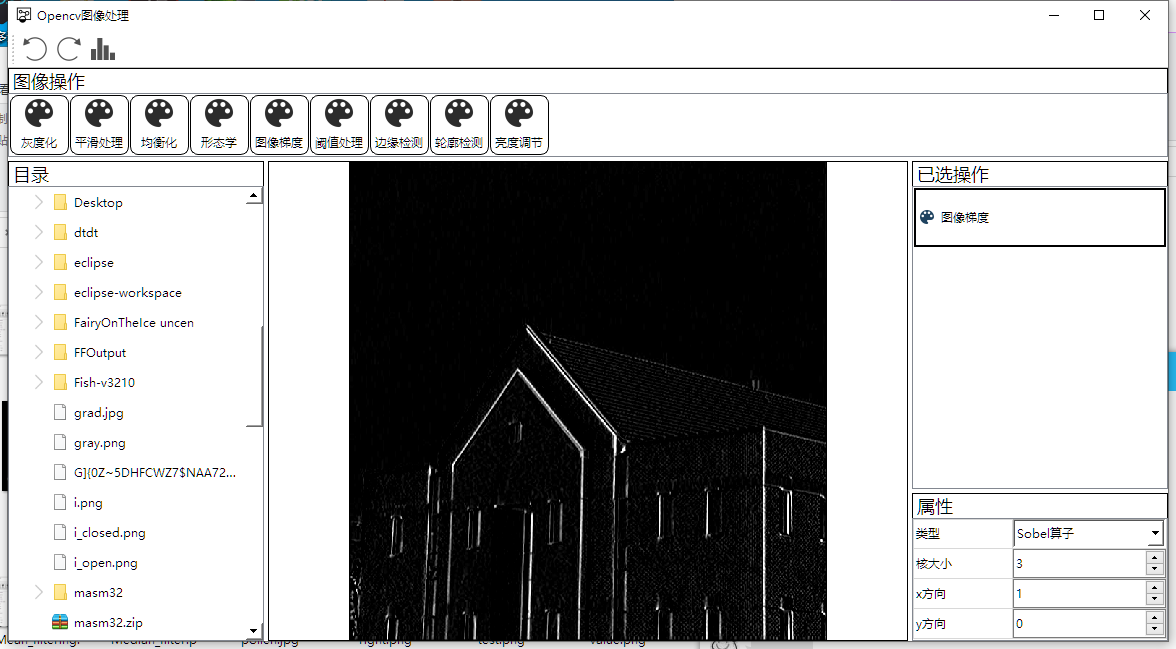 Opencv图像处理
图像操作
灰度化 平滑处理 均衡化 形态学 图像梯度 阈值处理 边缘检测 轮廓检测 亮度调节
目录
Desktop
dtdt
eclipse
eclipse-workspace
FairyOnTheIce uncen
FFOutput
Fish-v3210
grad.jpg
gray.png
G]{0Z~5DHFCWZ7$NAA72...
i.png
i_closed.png
i_open.png
masm32
masm32.zip
已选操作
图像梯度
属性
类型 Sobel算子
核大小 3
x方向 1
y方向 0